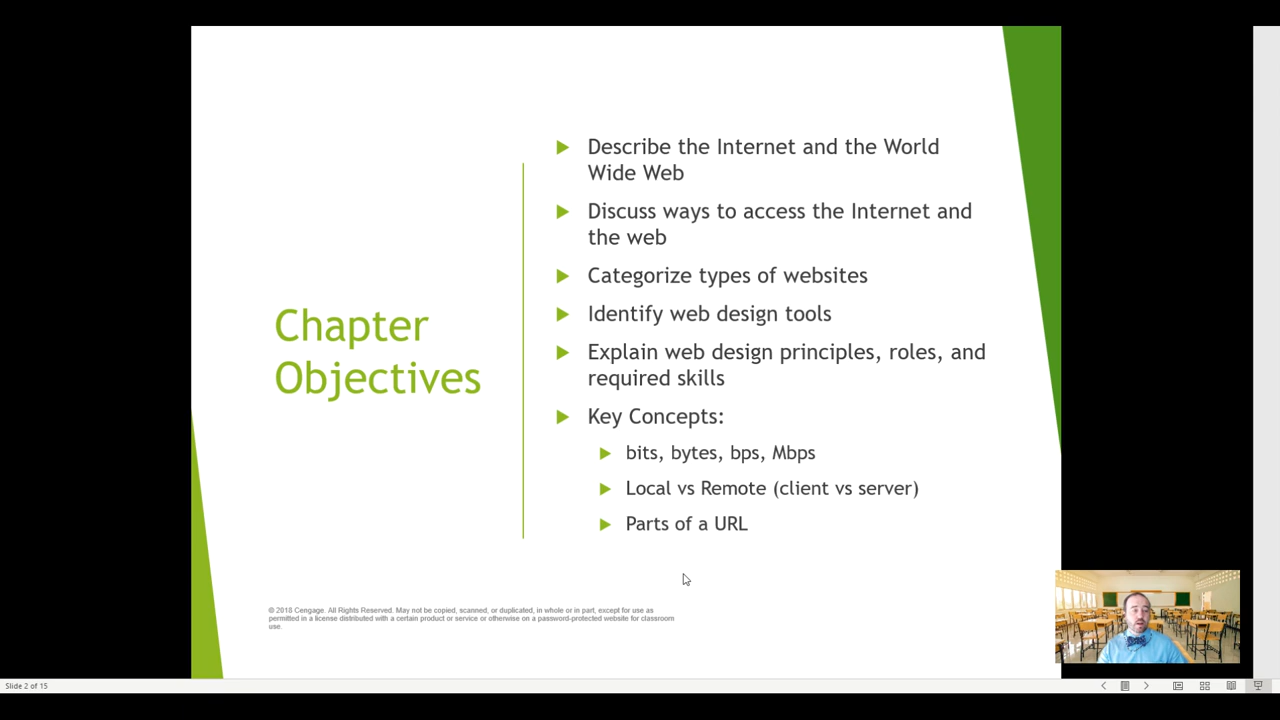 Chapter
Objectives
Describe the Internet and the World
Wide Web
Discuss ways to access the Internet and
the web
Categorize types of websites
Identify web design tools
Explain web design principles, roles, and
required skills
Key Concepts:
bits, bytes, bps, Mbps
Local vs Remote (client vs server)
Parts of a URL
© 2018 Cengage. All Rights Reserved. May not be copied, scanned, or duplicated, in whole or in part, except for use as
permitted in a license distributed with a certain product or service or otherwise on a password-protected website for classroom
use.
Slide 2 of 15